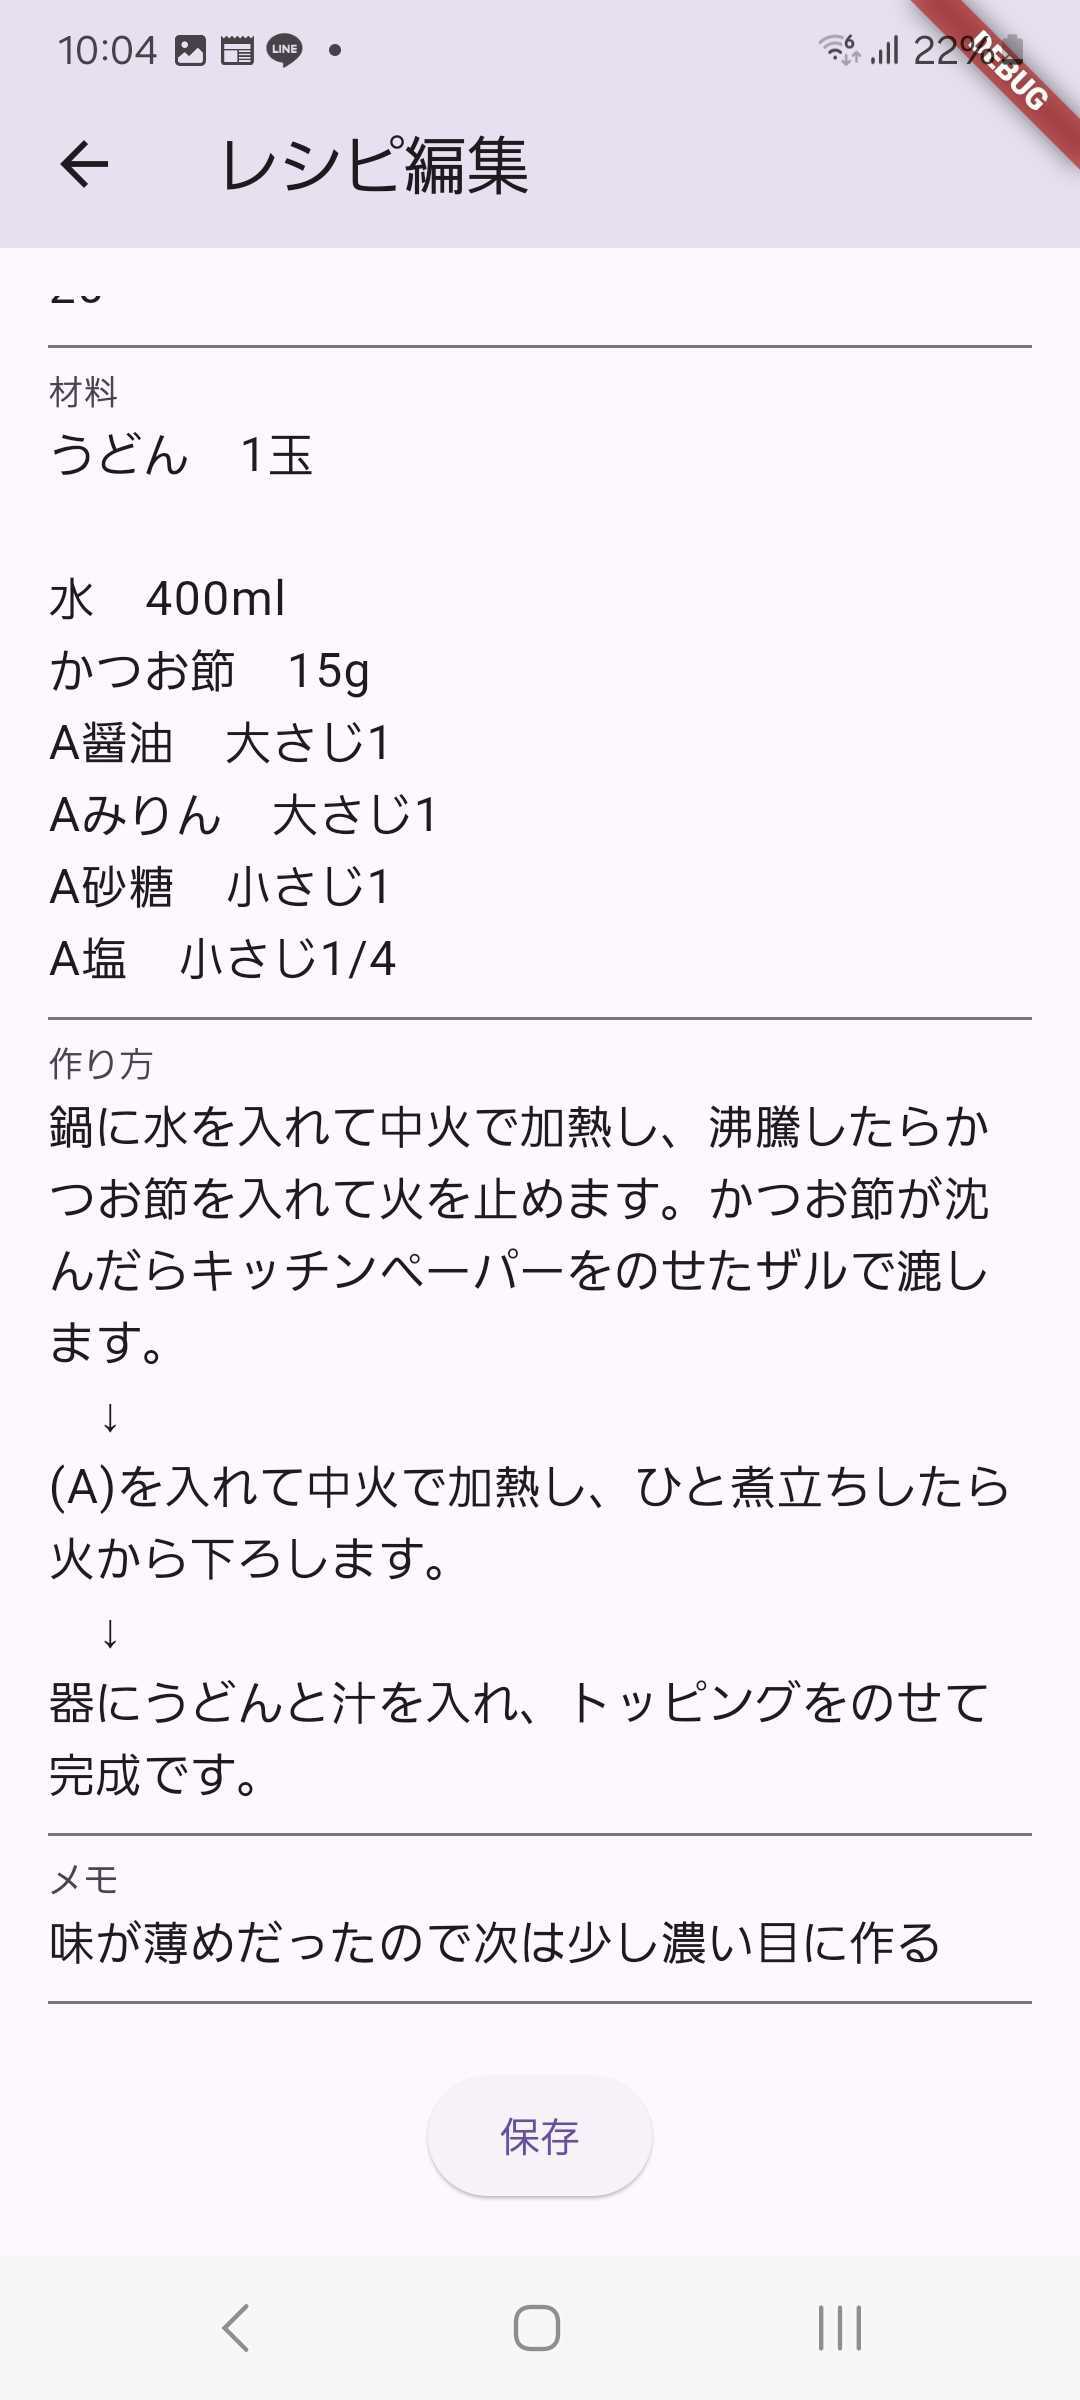 10:04 LINE 22%
DEBUG
レシピ編集
材料
うどん　1玉
水　400ml
かつお節　15g
A醤油　大さじ1
Aみりん　大さじ1
A砂糖　小さじ1
A塩　小さじ1/4
作り方
鍋に水を入れて中火で加熱し、沸騰したらか
つお節を入れて火を止めます。かつお節が沈
んだらキッチンペーパーをのせたザルで漉し
ます。
↓
(A)を入れて中火で加熱し、ひと煮立ちしたら
火から下ろします。
↓
器にうどんと汁を入れ、トッピングをのせて
完成です。
メモ
味が薄めだったので次は少し濃い目に作る
保存